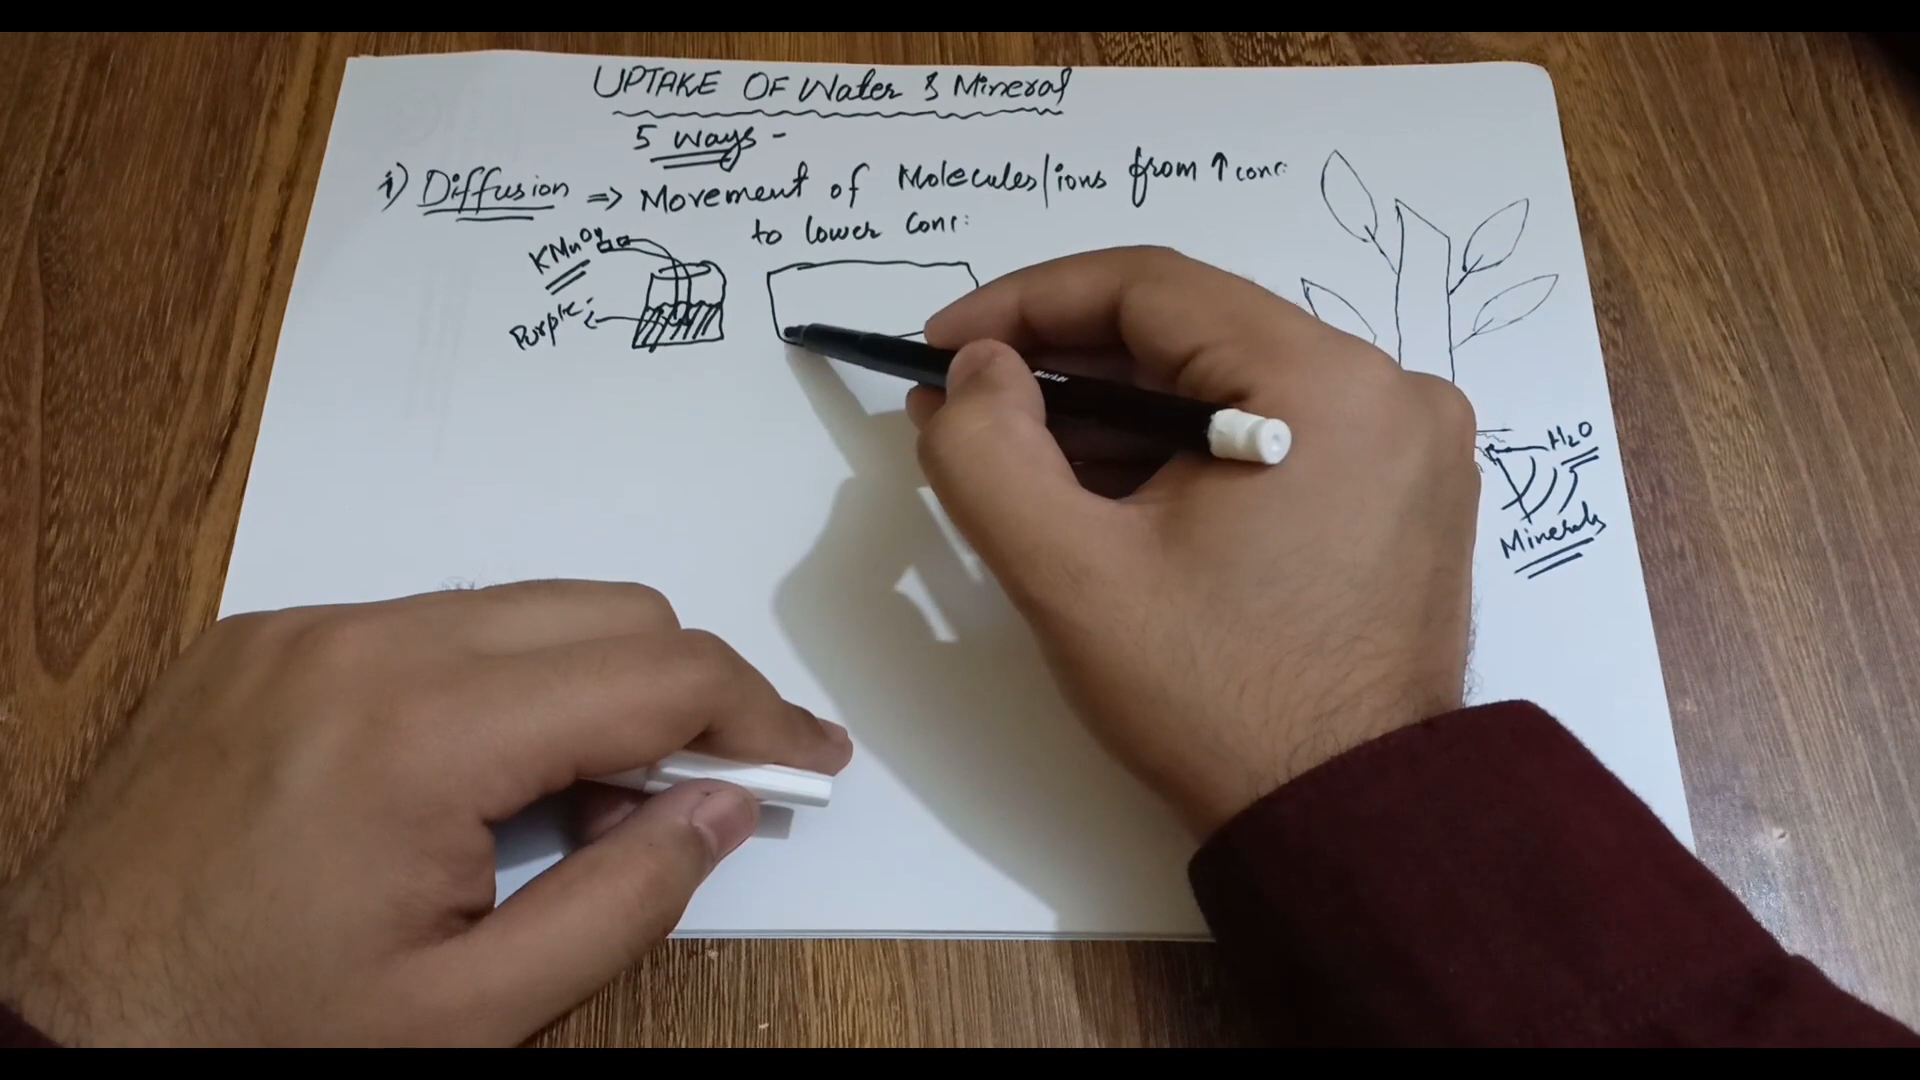 UPTAKE OF Water & Mineral
5 ways -
i) Diffusion => Movement of Molecules/ions from ↑ conc:
to lower Conc:
KMnO4
Purple
H2O
Minerals
Marker